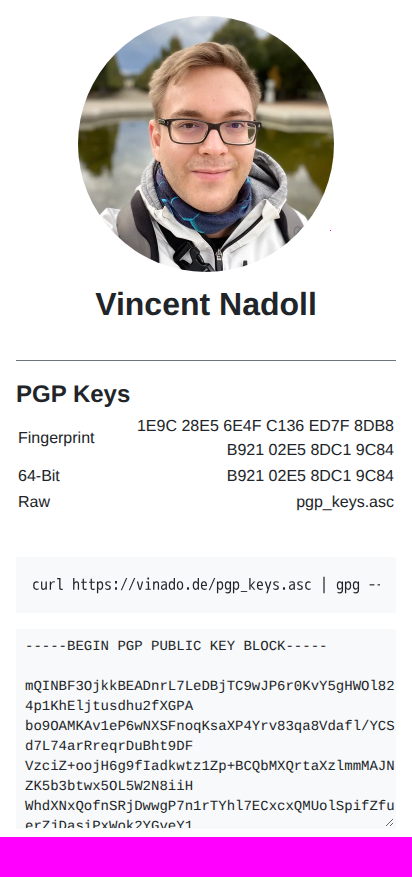 Vincent Nadoll
PGP Keys
Fingerprint 1E9C 28E5 6E4F C136 ED7F 8DB8
B921 02E5 8DC1 9C84
64-Bit B921 02E5 8DC1 9C84
Raw pgp_keys.asc
curl https://vinado.de/pgp_keys.asc | gpg --
-----BEGIN PGP PUBLIC KEY BLOCK-----
mQINBF3OjkkBEADnrL7LeDBjTC9wJP6r0KvY5gHWOl82
4p1KhEljtusdhu2fXGPA
bo9OAMKAv1eP6wNXSFnoqKsaXP4Yrv83qa8Vdafl/YCS
d7L74arRreqrDuBht9DF
VzciZ+oojH6g9fIadkwtz1Zp+BCQbMXQrtaXzlmmMAJN
ZK5b3btwx5OL5W2N8iiH
WhdXNxQofnSRjDwwgP7n1rTYhl7ECxcxQMUolSpifZfu
erZjDasiPxWok2YGveY1